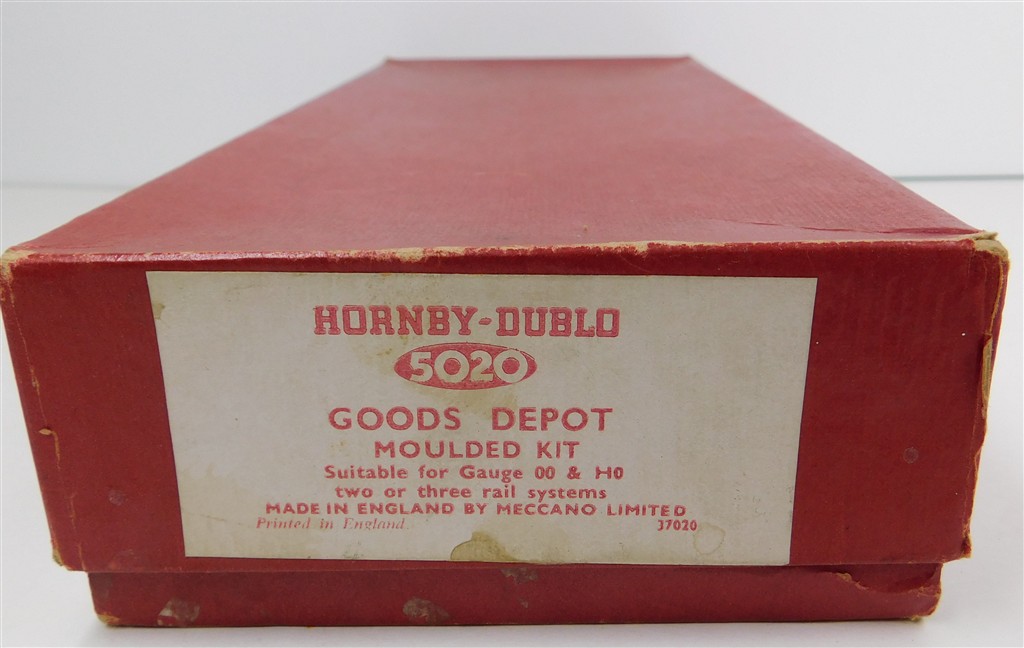 HORNBY-DUBLO
5020
GOODS DEPOT
MOULDED KIT
Suitable for Gauge 00 & H0
two or three rail systems
MADE IN ENGLAND BY MECCANO LIMITED
Printed in England. 37020